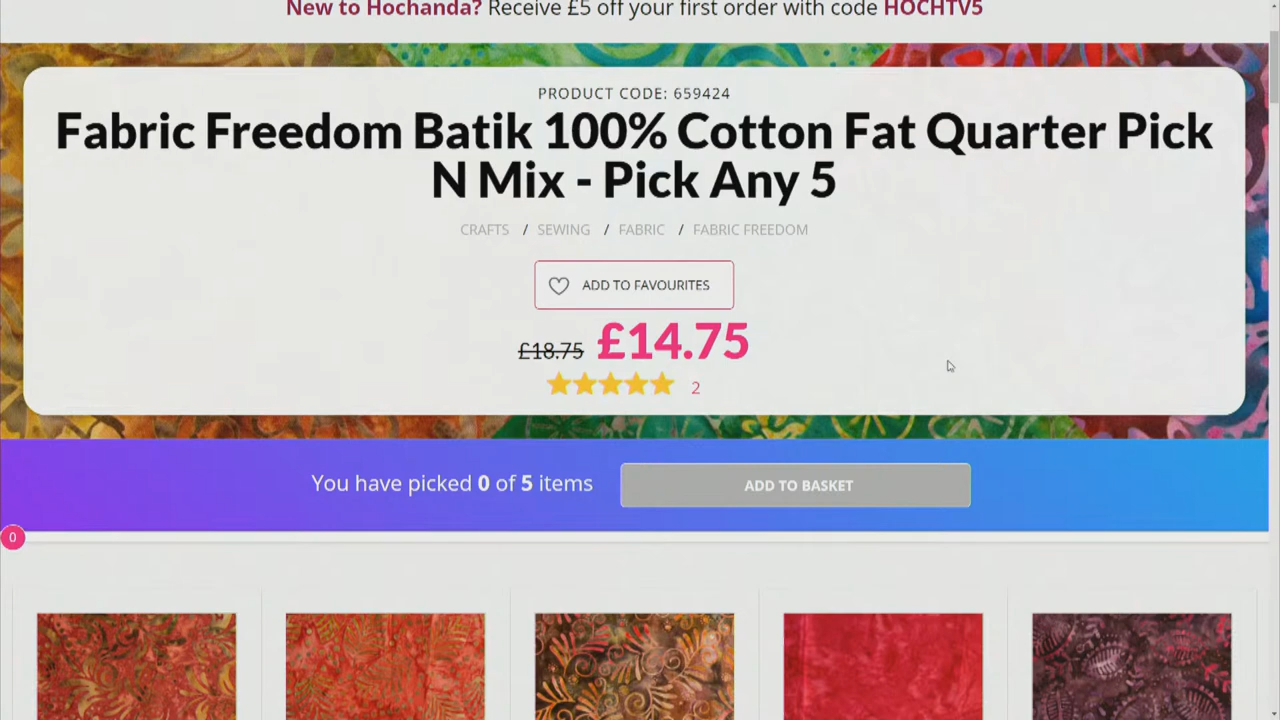 New to Hochanda? Receive £5 off your first order with code HOCHTV5
PRODUCT CODE: 659424
Fabric Freedom Batik 100% Cotton Fat Quarter Pick
N Mix - Pick Any 5
CRAFTS / SEWING / FABRIC / FABRIC FREEDOM
ADD TO FAVOURITES
£18.75 £14.75
2
You have picked 0 of 5 items ADD TO BASKET
0